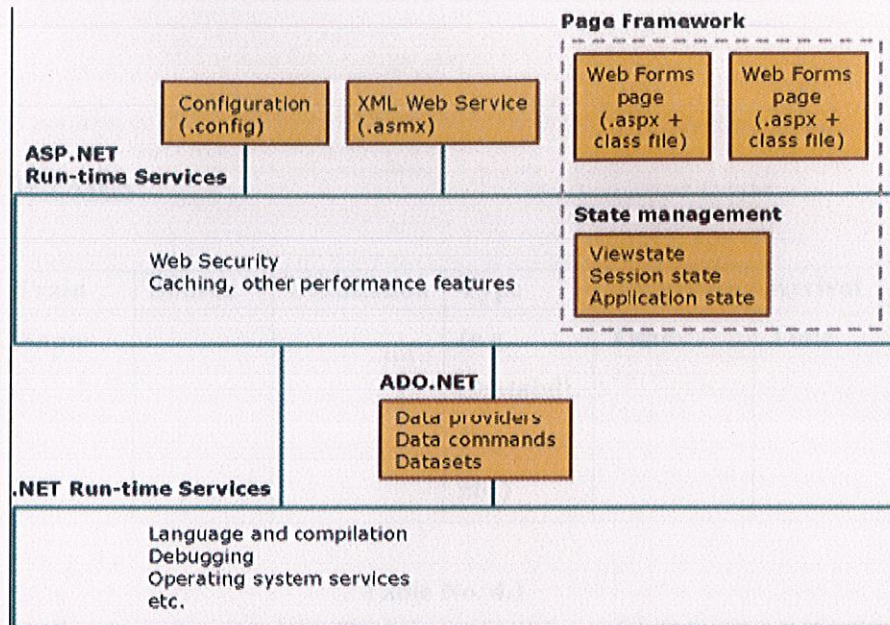 Page Framework
Configuration
(.config)
XML Web Service
(.asmx)
Web Forms
page
(.aspx +
class file)
Web Forms
page
(.aspx +
class file)
ASP.NET
Run-time Services
Web Security
Caching, other performance features
State management
Viewstate
Session state
Application state
ADO.NET
Data providers
Data commands
Datasets
.NET Run-time Services
Language and compilation
Debugging
Operating system services
etc.